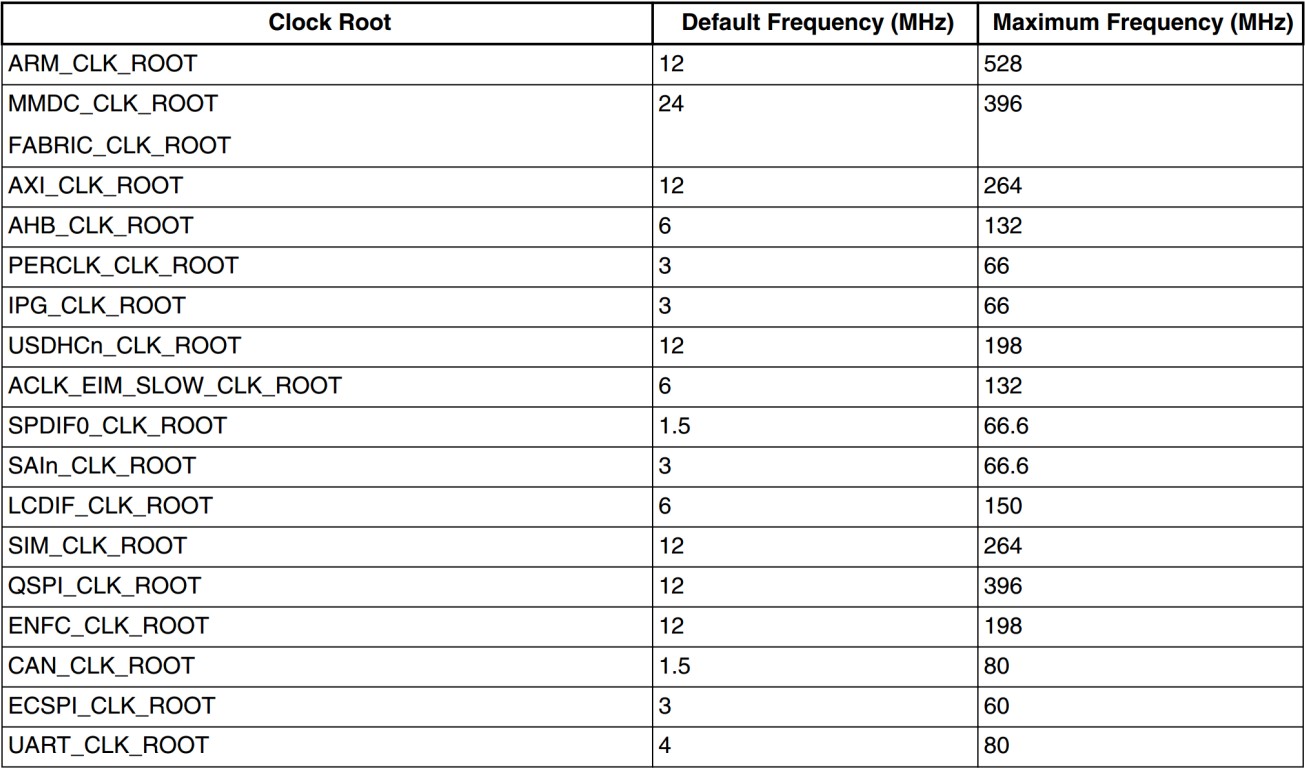 Clock Root Default Frequency (MHz) Maximum Frequency (MHz)
ARM_CLK_ROOT 12 528
MMDC_CLK_ROOT 24 396
FABRIC_CLK_ROOT
AXI_CLK_ROOT 12 264
AHB_CLK_ROOT 6 132
PERCLK_CLK_ROOT 3 66
IPG_CLK_ROOT 3 66
USDHCn_CLK_ROOT 12 198
ACLK_EIM_SLOW_CLK_ROOT 6 132
SPDIF0_CLK_ROOT 1.5 66.6
SAIn_CLK_ROOT 3 66.6
LCDIF_CLK_ROOT 6 150
SIM_CLK_ROOT 12 264
QSPI_CLK_ROOT 12 396
ENFC_CLK_ROOT 12 198
CAN_CLK_ROOT 1.5 80
ECSPI_CLK_ROOT 3 60
UART_CLK_ROOT 4 80